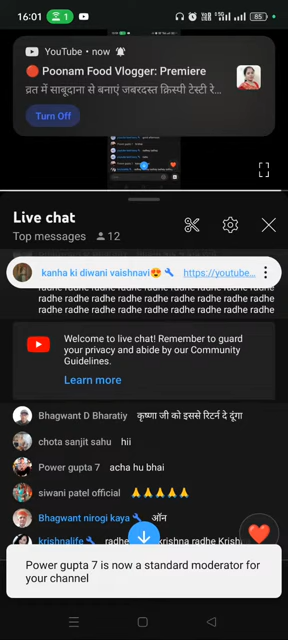 16:01
1
85
YouTube • now
🔴 Poonam Food Vlogger: Premiere
व्रत में साबूदाना से बनाएं जबरदस्त क्रिस्पी टेस्टी रे...
Turn Off
Live chat
Top messages 12
kanha ki diwani vaishnavi😍 https://youtube...
radhe radhe radhe radhe radhe radhe radhe
radhe radhe radhe radhe radhe radhe radhe
radhe radhe radhe radhe radhe radhe radhe
Welcome to live chat! Remember to guard
your privacy and abide by our Community
Guidelines.
Learn more
Bhagwant D Bharatiy कृष्णा जी को इससे रिटर्न दे दूंगा
chota sanjit sahu hii
Power gupta 7 acha hu bhai
siwani patel official 🙏🙏🙏🙏🙏
Bhagwant nirogi kaya ऑन
krishnalife radhe krishna radhe Krish
Power gupta 7 is now a standard moderator for
your channel